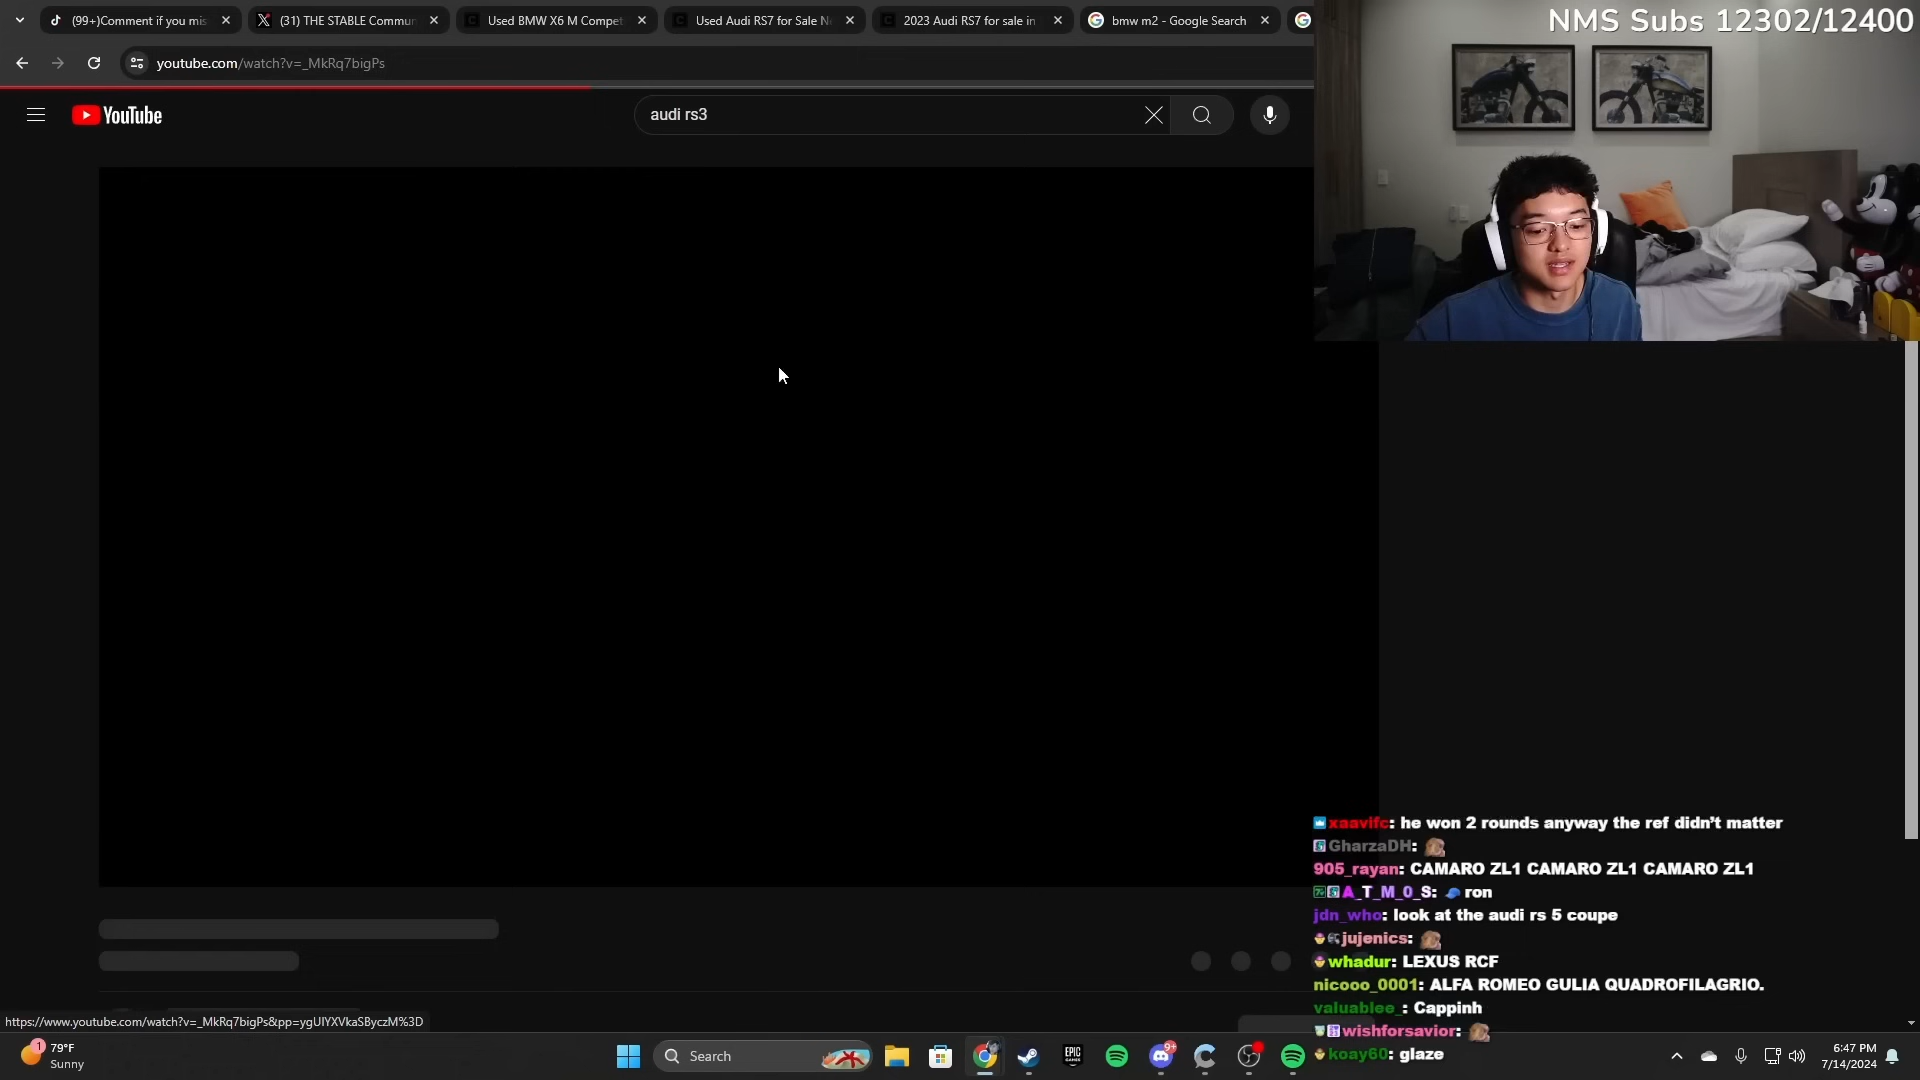 NMS Subs 12302/12400
(99+)Comment if you mis
(31) THE STABLE Commun
Used BMW X6 M Compet
Used Audi RS7 for Sale N
2023 Audi RS7 for sale in
bmw m2 - Google Search
youtube.com/watch?v=_MkRq7bigPs
YouTube
audi rs3
xaavifc: he won 2 rounds anyway the ref didn't matter
GharzaDH:
905_rayan: CAMARO ZL1 CAMARO ZL1 CAMARO ZL1
A_T_M_0_S: ron
jdn_who: look at the audi rs 5 coupe
jujenics:
whadur: LEXUS RCF
nicooo_0001: ALFA ROMEO GULIA QUADROFILAGRIO.
valuablee_: Cappinh
wishforsavior:
koay60: glaze
https://www.youtube.com/watch?v=_MkRq7bigPs&pp=ygUIYXVkaSByczM%3D
1
79°F
Sunny
Search
EPIC
GAMES
9+
6:47 PM
7/14/2024